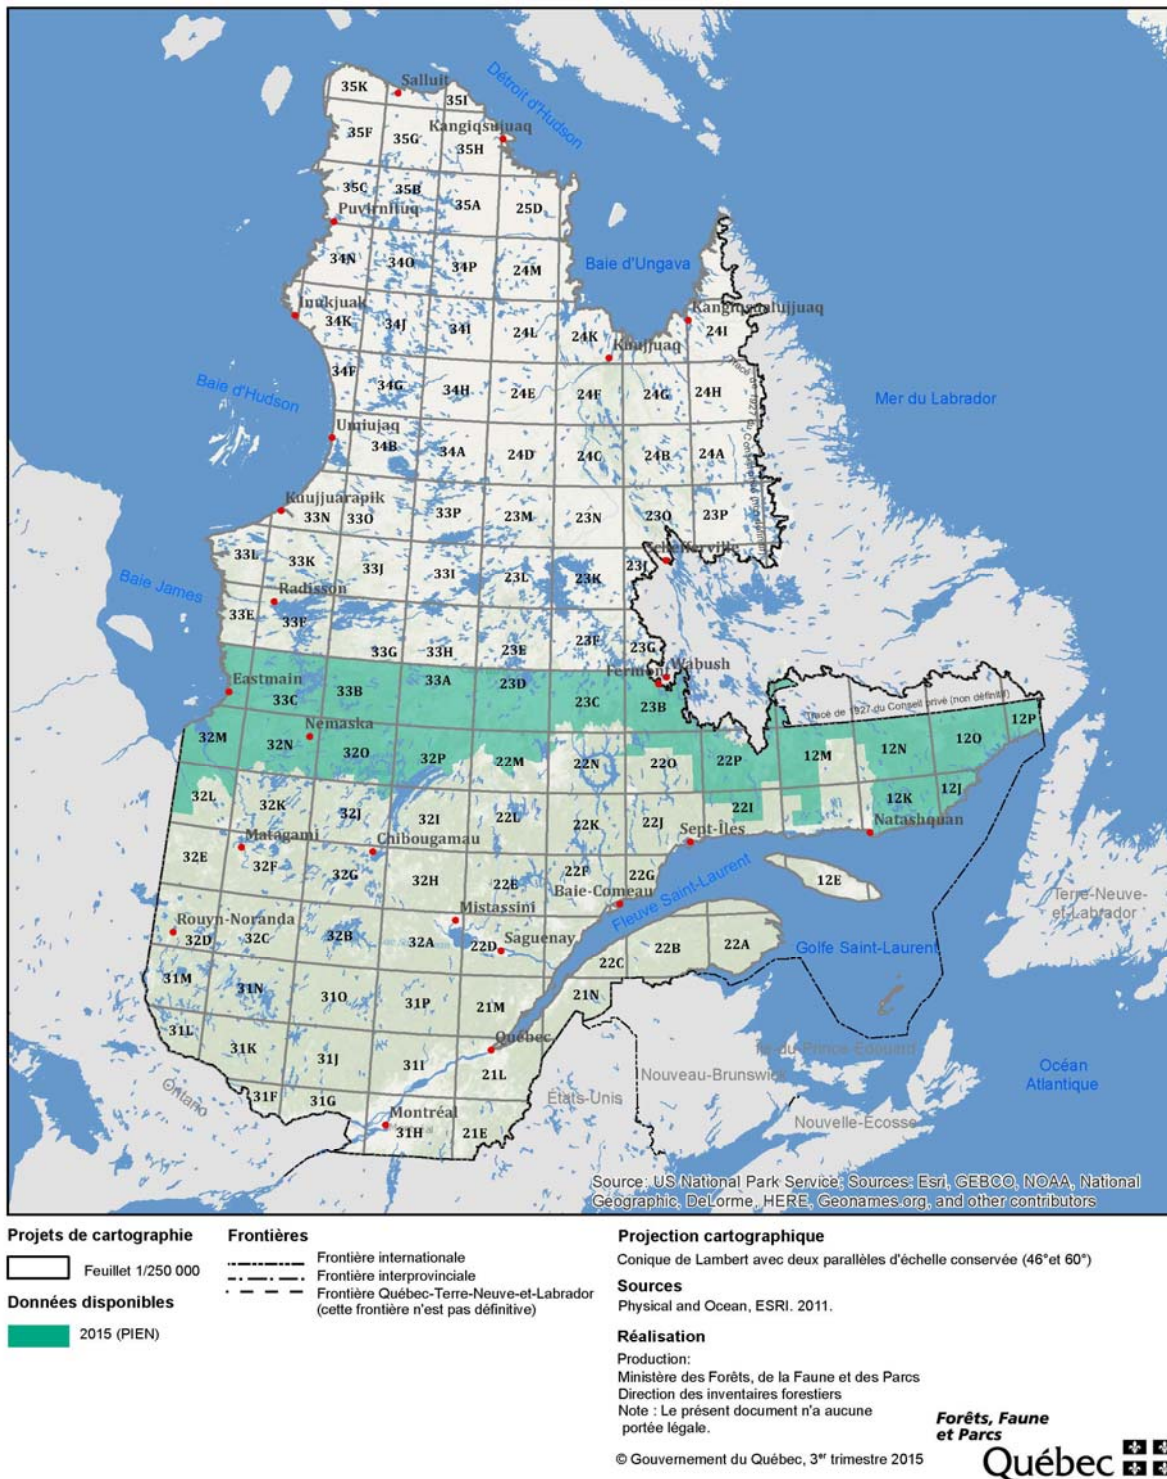 35K
Salluit
35I
Détroit d'Hudson
35F
35G
Kangiqsujuaq
35H
35C
35B
35A
25D
Puvirnituq
34N
34O
34P
24M
Baie d'Ungava
Inukjuak
34K
34J
34I
24L
24K
Kuujjuaq
Kangiqsualujjuaq
24I
34F
34G
34H
24E
24F
24G
24H
Baie d'Hudson
Mer du Labrador
Umiujaq
34B
34A
24D
24C
24B
24A
Kuujjuarapik
33N
33O
33P
23M
23N
23O
23P
Schefferville
33L
33K
33J
33I
23L
23K
23J
Baie James
Radisson
33E
33F
33G
33H
23E
23F
23G
Wabush
Fermont
Eastmain
33C
33B
33A
23D
23C
23B
Tracé de 1927 du Conseil privé (non définitif)
Nemaska
32M
32N
32O
32P
22M
22N
22O
22P
12M
12N
12O
12P
32L
32K
32J
32I
22L
22K
22J
22I
12K
12J
Matagami
Chibougamau
Sept-Îles
Natashquan
32E
32F
32G
32H
22E
22F
22G
12E
Baie-Comeau
Fleuve Saint-Laurent
Terre-Neuve-
et-Labrador
Rouyn-Noranda
Mistassini
Saguenay
32D
32C
32B
32A
22D
22C
22B
22A
Golfe Saint-Laurent
31M
31N
31O
31P
21M
21N
31L
31K
31J
31I
Québec
21L
Île-du-Prince-Édouard
Nouveau-Brunswick
Océan
Atlantique
Ontario
31F
31G
Montréal
31H
21E
États-Unis
Nouvelle-Écosse
Source: US National Park Service; Sources: Esri, GEBCO, NOAA, National
Geographic, DeLorme, HERE, Geonames.org, and other contributors
Projets de cartographie
Feuillet 1/250 000
Données disponibles
2015 (PIEN)
Frontières
Frontière internationale
Frontière interprovinciale
Frontière Québec-Terre-Neuve-et-Labrador
(cette frontière n'est pas définitive)
Projection cartographique
Conique de Lambert avec deux parallèles d'échelle conservée (46°et 60°)
Sources
Physical and Ocean, ESRI. 2011.
Réalisation
Production:
Ministère des Forêts, de la Faune et des Parcs
Direction des inventaires forestiers
Note : Le présent document n'a aucune
portée légale.
© Gouvernement du Québec, 3er trimestre 2015
Forêts, Faune
et Parcs
Québec